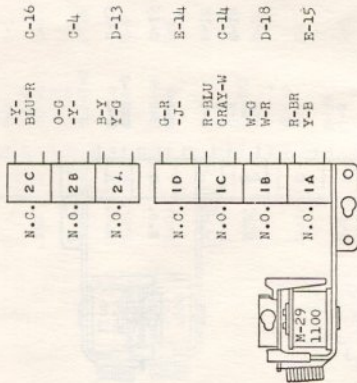 -Y-
N.C. 2C BLU-R C-16
O-G
N.O. 2B -Y- C-4
B-Y
N.O. 2A Y-G D-13
G-R
N.C. 1D -J- E-14
R-BLU
N.O. 1C GRAY-W C-14
W-G
N.O. 1B W-R D-18
R-BR
N.O. 1A Y-B E-15
M-29
1100